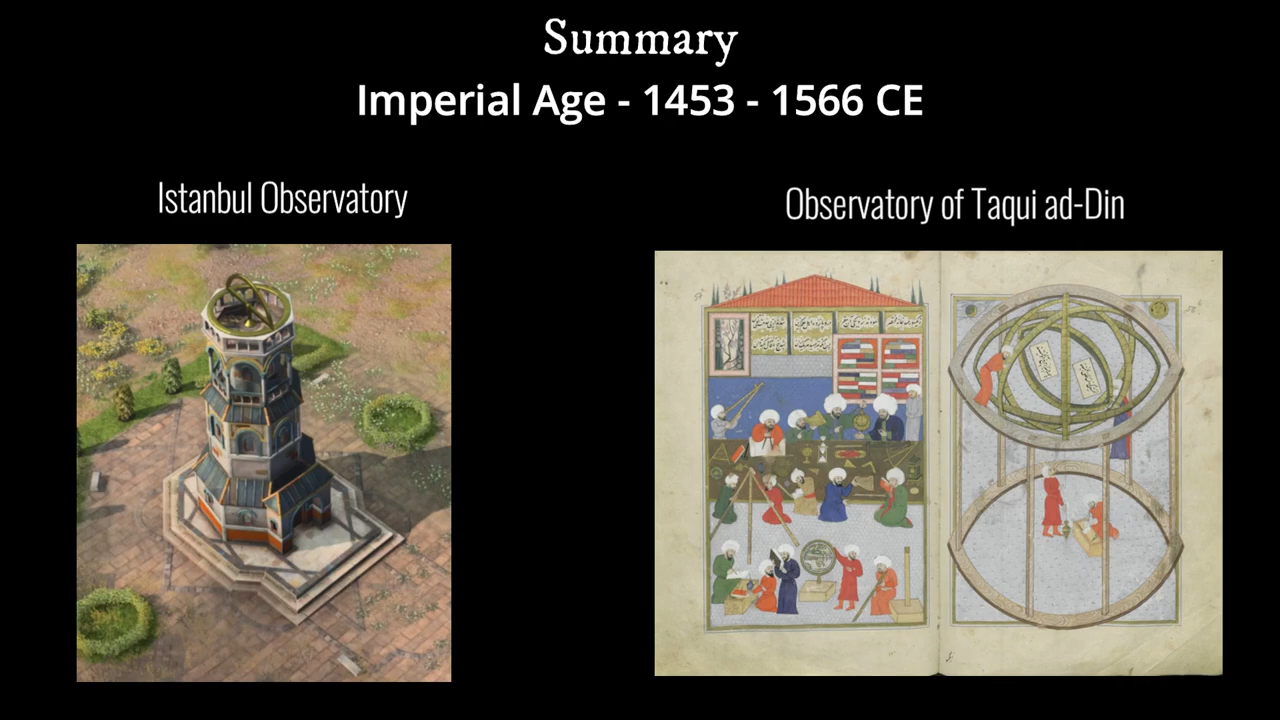 Summary
Imperial Age - 1453 - 1566 CE
Istanbul Observatory
Observatory of Taqui ad-Din